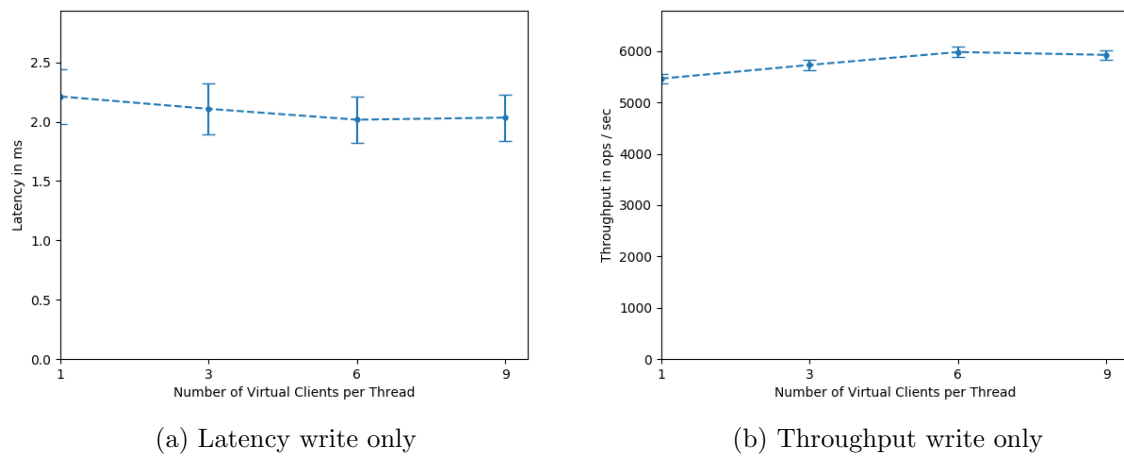 Latency in ms
2.5
2.0
1.5
1.0
0.5
0.0
1 3 6 9
Number of Virtual Clients per Thread
(a) Latency write only
Throughput in ops / sec
6000
5000
4000
3000
2000
1000
0
1 3 6 9
Number of Virtual Clients per Thread
(b) Throughput write only